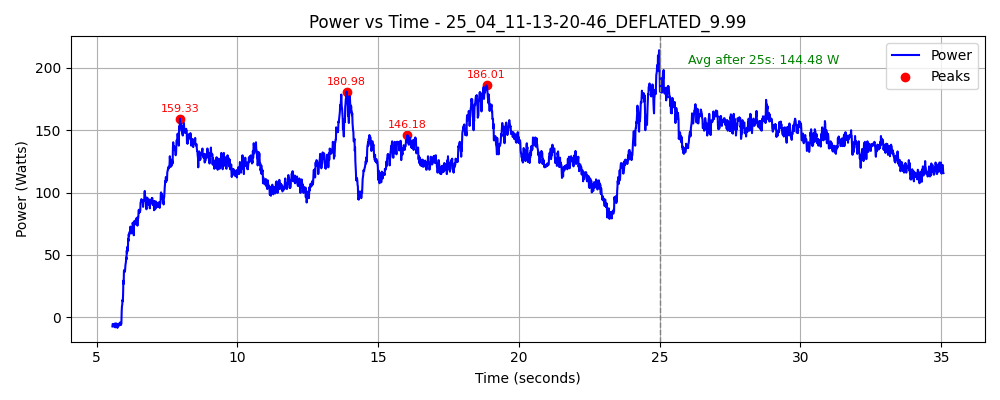 Power vs Time - 25_04_11-13-20-46_DEFLATED_9.99
Power (Watts)
200
150
100
50
0
159.33
180.98
146.18
186.01
Avg after 25s: 144.48 W
Power
Peaks
5
10
15
20
25
30
35
Time (seconds)